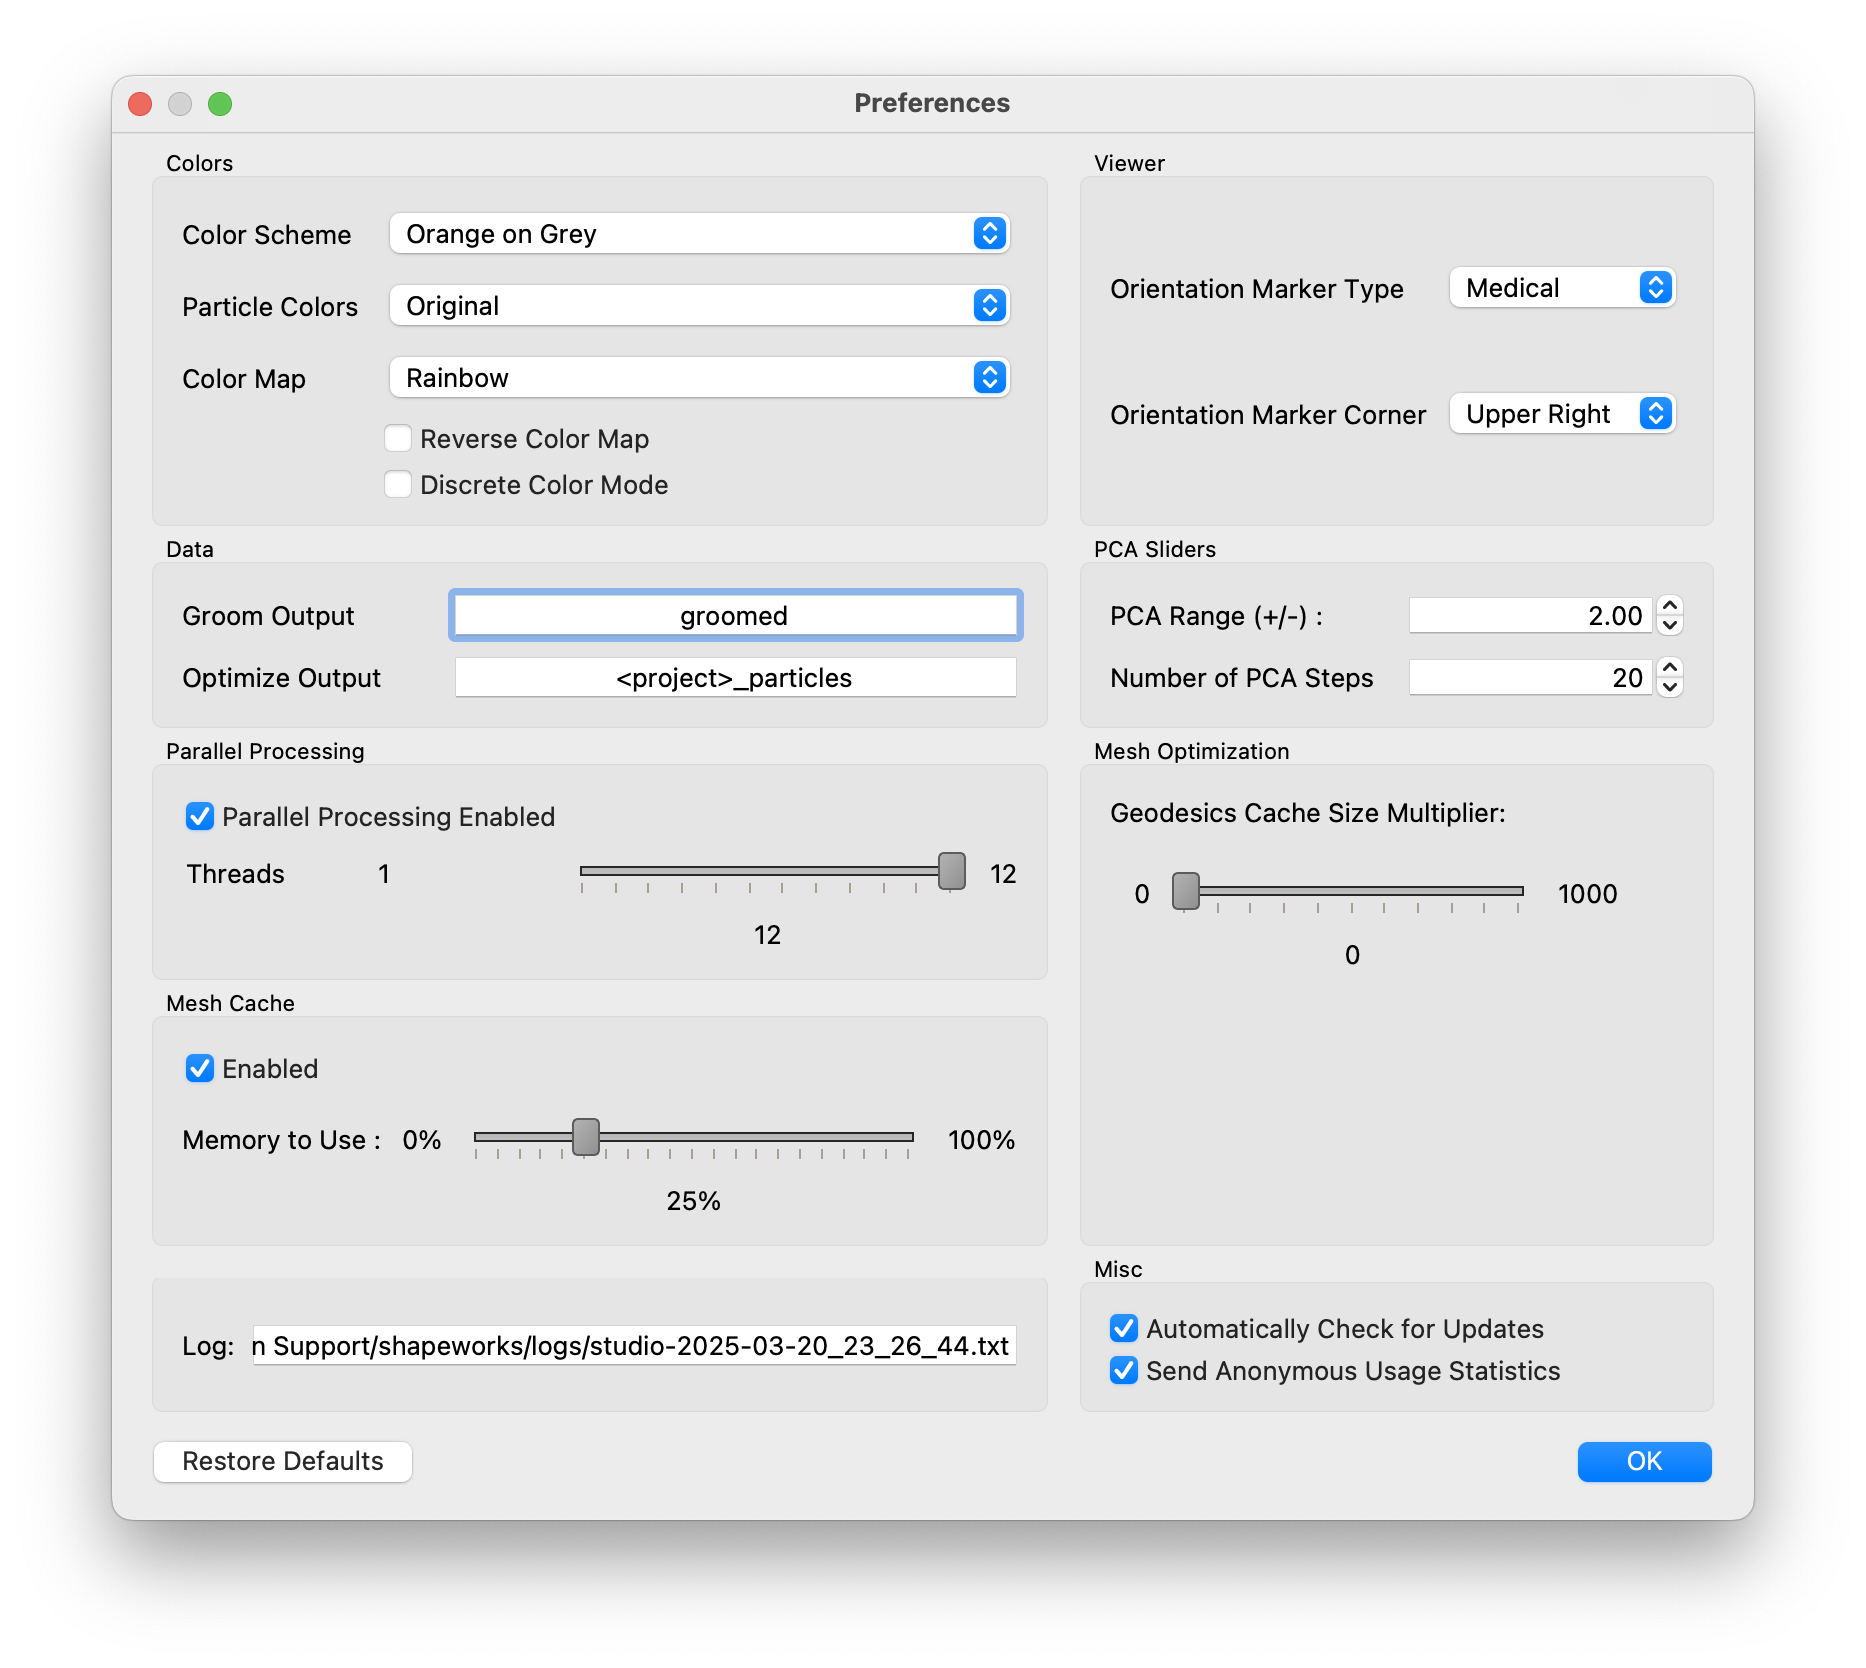 Preferences
Colors
Color Scheme Orange on Grey
Particle Colors Original
Color Map Rainbow
Reverse Color Map
Discrete Color Mode
Viewer
Orientation Marker Type Medical
Orientation Marker Corner Upper Right
Data
Groom Output groomed
Optimize Output <project>_particles
PCA Sliders
PCA Range (+/-) : 2.00
Number of PCA Steps 20
Parallel Processing
Parallel Processing Enabled
Threads 1 12
12
Mesh Optimization
Geodesics Cache Size Multiplier:
0 1000
0
Mesh Cache
Enabled
Memory to Use : 0% 100%
25%
Log: n Support/shapeworks/logs/studio-2025-03-20_23_26_44.txt
Misc
Automatically Check for Updates
Send Anonymous Usage Statistics
Restore Defaults
OK